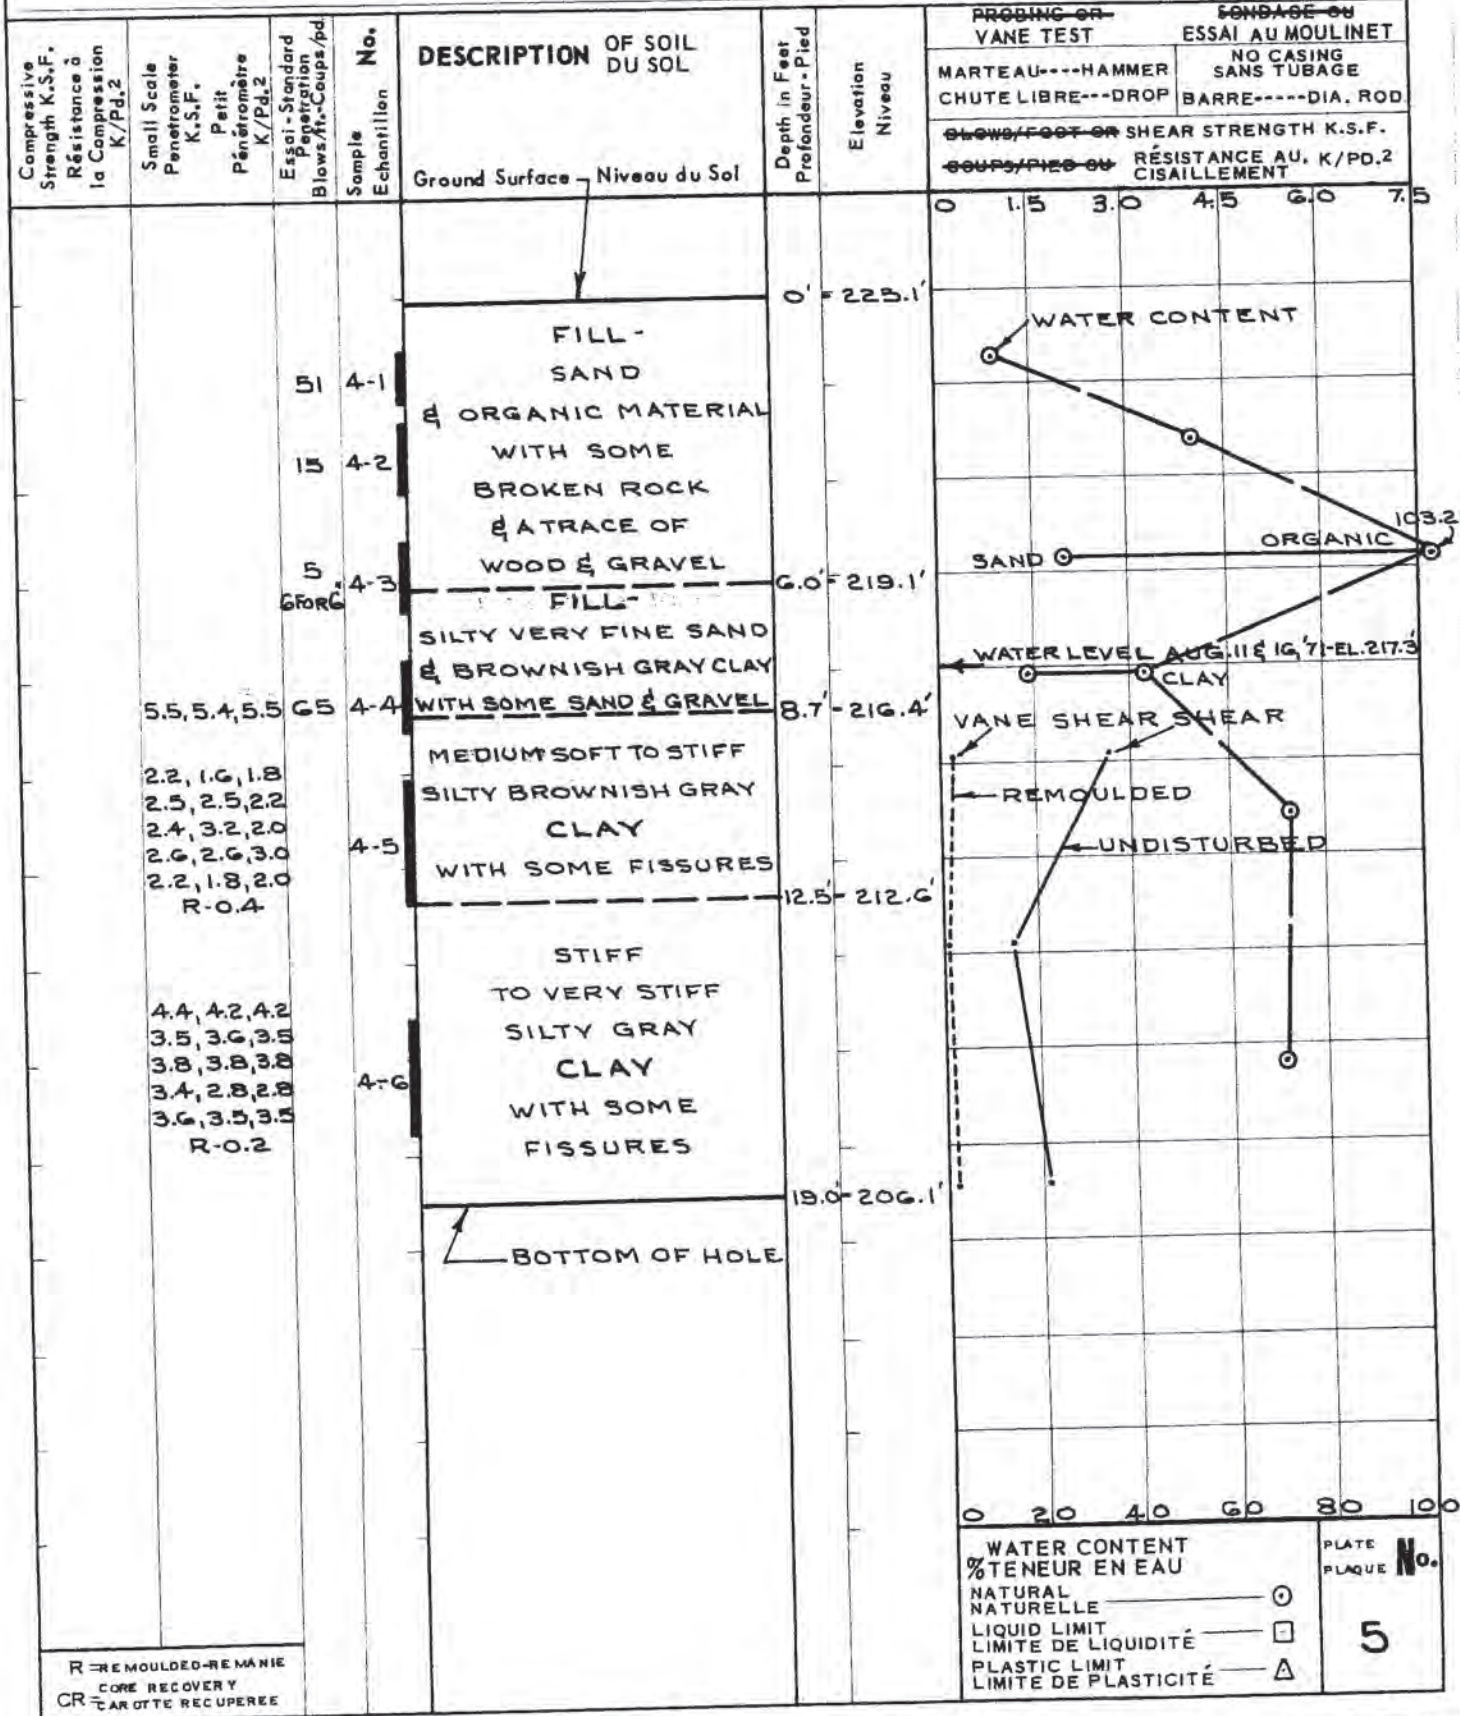 Compressive
Strength K.S.F.
Résistance à
la Compression
K/Pd.2
Small Scale
Penetrometer
K.S.F.
Petit
Pénétromètre
K/Pd.2
Essai-Standard
Penetration
Blows/ft.-Coups/pd.
Sample No.
Echantillon
DESCRIPTION OF SOIL
DU SOL
Ground Surface - Niveau du Sol
Depth in Feet
Profondeur-Pied
Elevation
Niveau
PROBING OR
VANE TEST
SONDAGE OU
ESSAI AU MOULINET
MARTEAU----HAMMER
CHUTE LIBRE---DROP
NO CASING
SANS TUBAGE
BARRE-----DIA. ROD
BLOWS/FOOT OR SHEAR STRENGTH K.S.F.
COUPS/PIED OU RÉSISTANCE AU. K/PD.2
CISAILLEMENT
0 1.5 3.0 4.5 6.0 7.5
0' - 225.1'
WATER CONTENT
FILL-
51 4-1 SAND
& ORGANIC MATERIAL
15 4-2 WITH SOME
BROKEN ROCK
& A TRACE OF
WOOD & GRAVEL
103.2
ORGANIC
SAND
5
6FOR6" 4-3
6.0' - 219.1'
FILL-
SILTY VERY FINE SAND
& BROWNISH GRAY CLAY
WITH SOME SAND & GRAVEL
WATER LEVEL AUG. 11 & 16, '71-EL. 217.3'
CLAY
5.5, 5.4, 5.5 65 4-4
8.7' - 216.4'
VANE SHEAR SHEAR
MEDIUM SOFT TO STIFF
SILTY BROWNISH GRAY
CLAY
WITH SOME FISSURES
2.2, 1.6, 1.8
2.5, 2.5, 2.2
2.4, 3.2, 2.0
2.6, 2.6, 3.0
2.2, 1.8, 2.0
R-0.4
4-5
REMOULDED
UNDISTURBED
12.5' - 212.6'
STIFF
TO VERY STIFF
SILTY GRAY
CLAY
WITH SOME
FISSURES
4.4, 4.2, 4.2
3.5, 3.6, 3.5
3.8, 3.8, 3.8
3.4, 2.8, 2.8
3.6, 3.5, 3.5
R-0.2
4-6
19.0' - 206.1'
BOTTOM OF HOLE
0 20 40 60 80 100
WATER CONTENT
% TENEUR EN EAU
NATURAL
NATURELLE
LIQUID LIMIT
LIMITE DE LIQUIDITÉ
PLASTIC LIMIT
LIMITE DE PLASTICITÉ
PLATE
PLAQUE No.
5
R = REMOULDED-REMANIE
CR = CORE RECOVERY
CAROTTE RECUPEREE